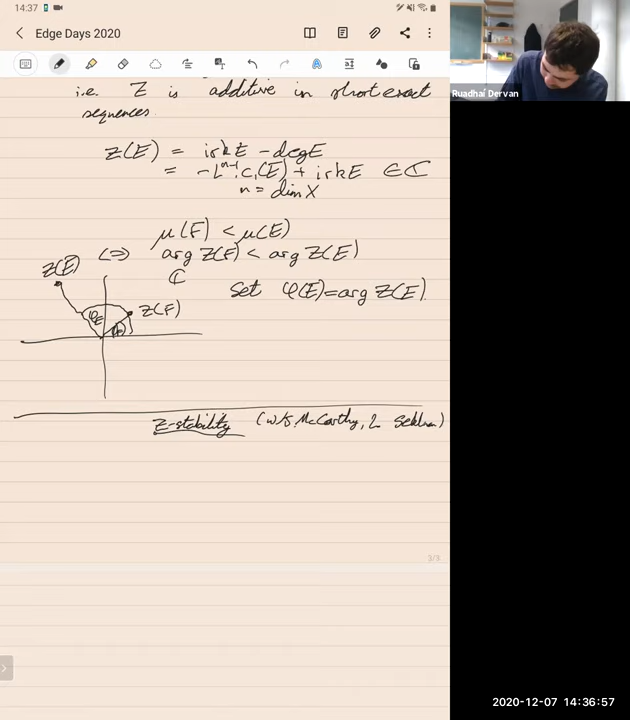 14:37
Edge Days 2020
i.e. Z is additive in short exact
sequences.
Z(E) = irkE - degE
= -L^{n-1}.c₁(E) + irkE ∈ ℂ
n = dim X
μ(F) < μ(E)
⇔ arg Z(F) < arg Z(E)
ℂ
Set φ(E)=arg Z(E).
Z(E)
Z(F)
φE
Z-stability (w/ J. McCarthy, L
3/3
Ruadhaí Dervan
2020-12-07 14:36:57